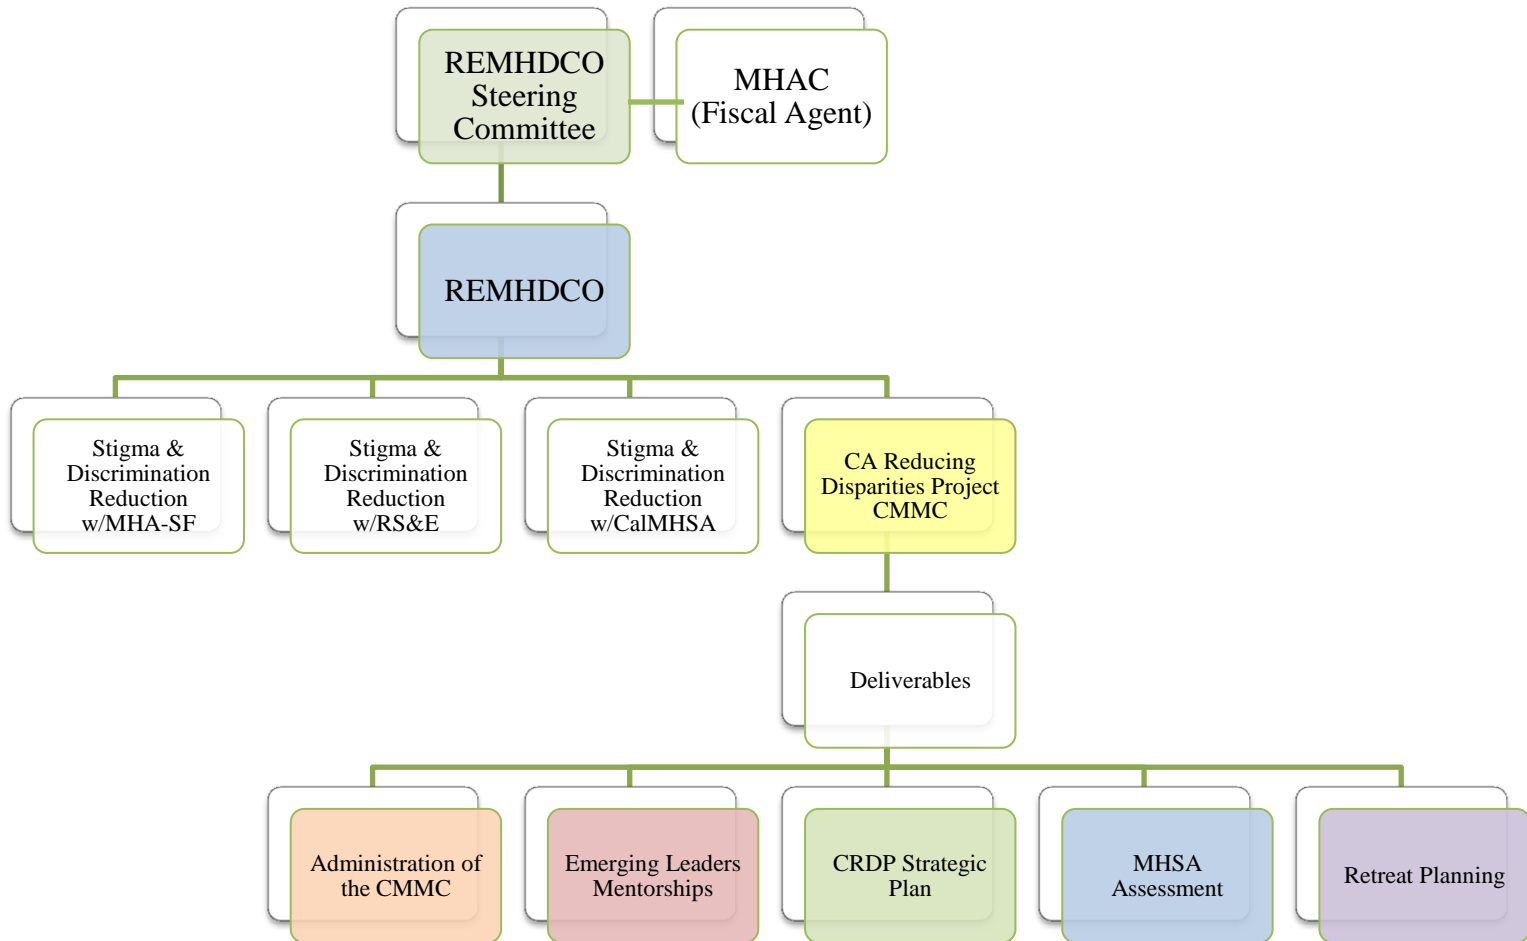 REMHDCO
Steering
Committee
MHAC
(Fiscal Agent)
REMHDCO
Stigma &
Discrimination
Reduction
w/MHA-SF
Stigma &
Discrimination
Reduction
w/RS&E
Stigma &
Discrimination
Reduction
w/CalMHSA
CA Reducing
Disparities Project
CMMC
Deliverables
Administration of
the CMMC
Emerging Leaders
Mentorships
CRDP Strategic
Plan
MHSA
Assessment
Retreat Planning